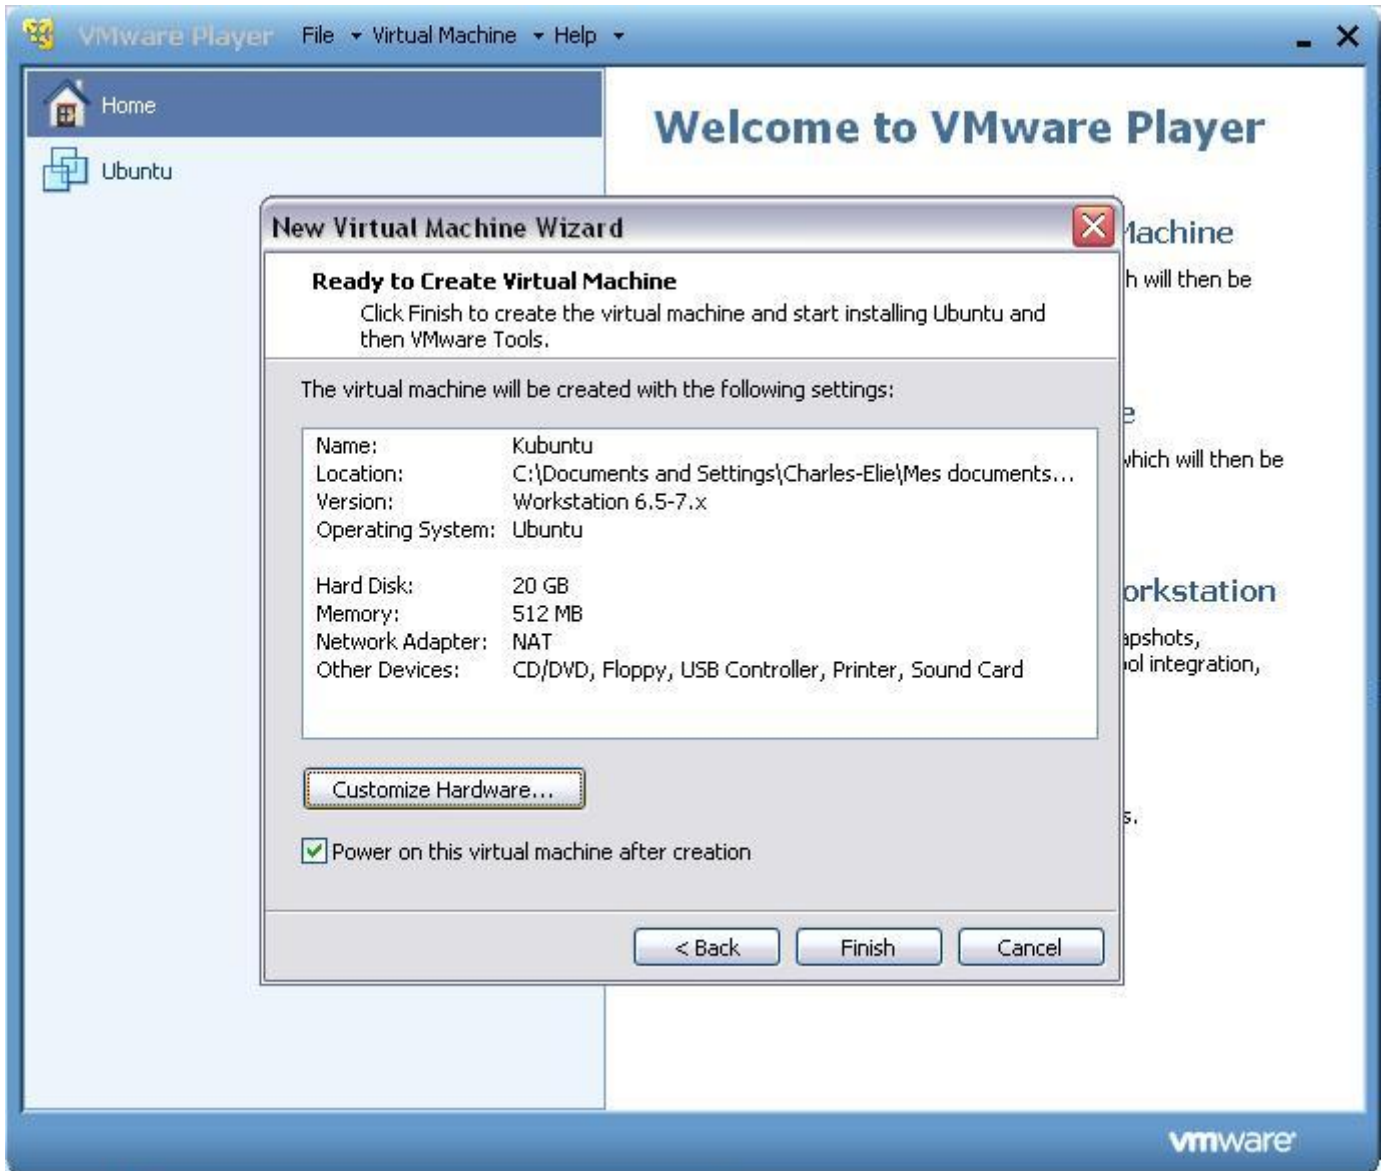 VMware Player File Virtual Machine Help
Home
Ubuntu
Welcome to VMware Player
New Virtual Machine Wizard
Ready to Create Virtual Machine
Click Finish to create the virtual machine and start installing Ubuntu and
then VMware Tools.
The virtual machine will be created with the following settings:
Name: Kubuntu
Location: C:\Documents and Settings\Charles-Elie\Mes documents...
Version: Workstation 6.5-7.x
Operating System: Ubuntu
Hard Disk: 20 GB
Memory: 512 MB
Network Adapter: NAT
Other Devices: CD/DVD, Floppy, USB Controller, Printer, Sound Card
Customize Hardware...
Power on this virtual machine after creation
< Back Finish Cancel
h will then be
which will then be
integration,
vmware